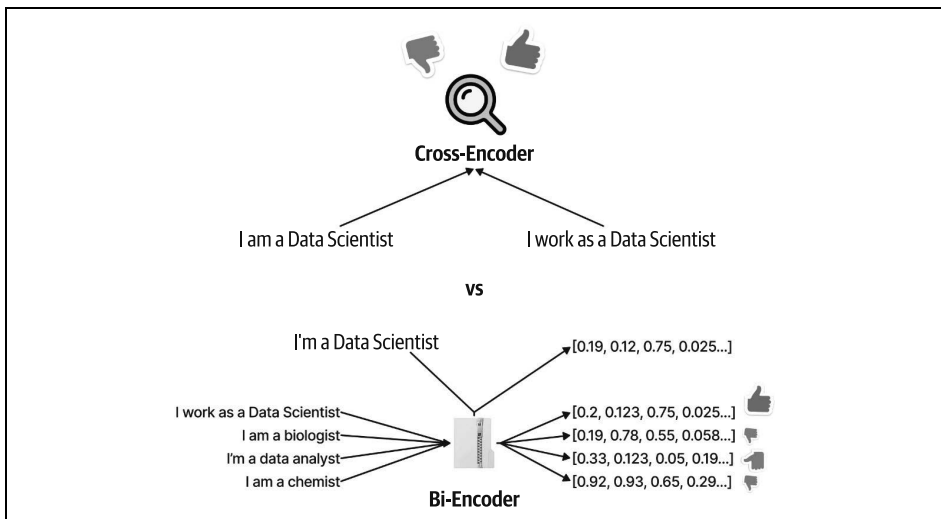 Cross-Encoder
I am a Data Scientist
I work as a Data Scientist
vs
I'm a Data Scientist
[0.19, 0.12, 0.75, 0.025...]
I work as a Data Scientist
[0.2, 0.123, 0.75, 0.025...]
I am a biologist
[0.19, 0.78, 0.55, 0.058...]
I'm a data analyst
[0.33, 0.123, 0.05, 0.19...]
I am a chemist
[0.92, 0.93, 0.65, 0.29...]
Bi-Encoder